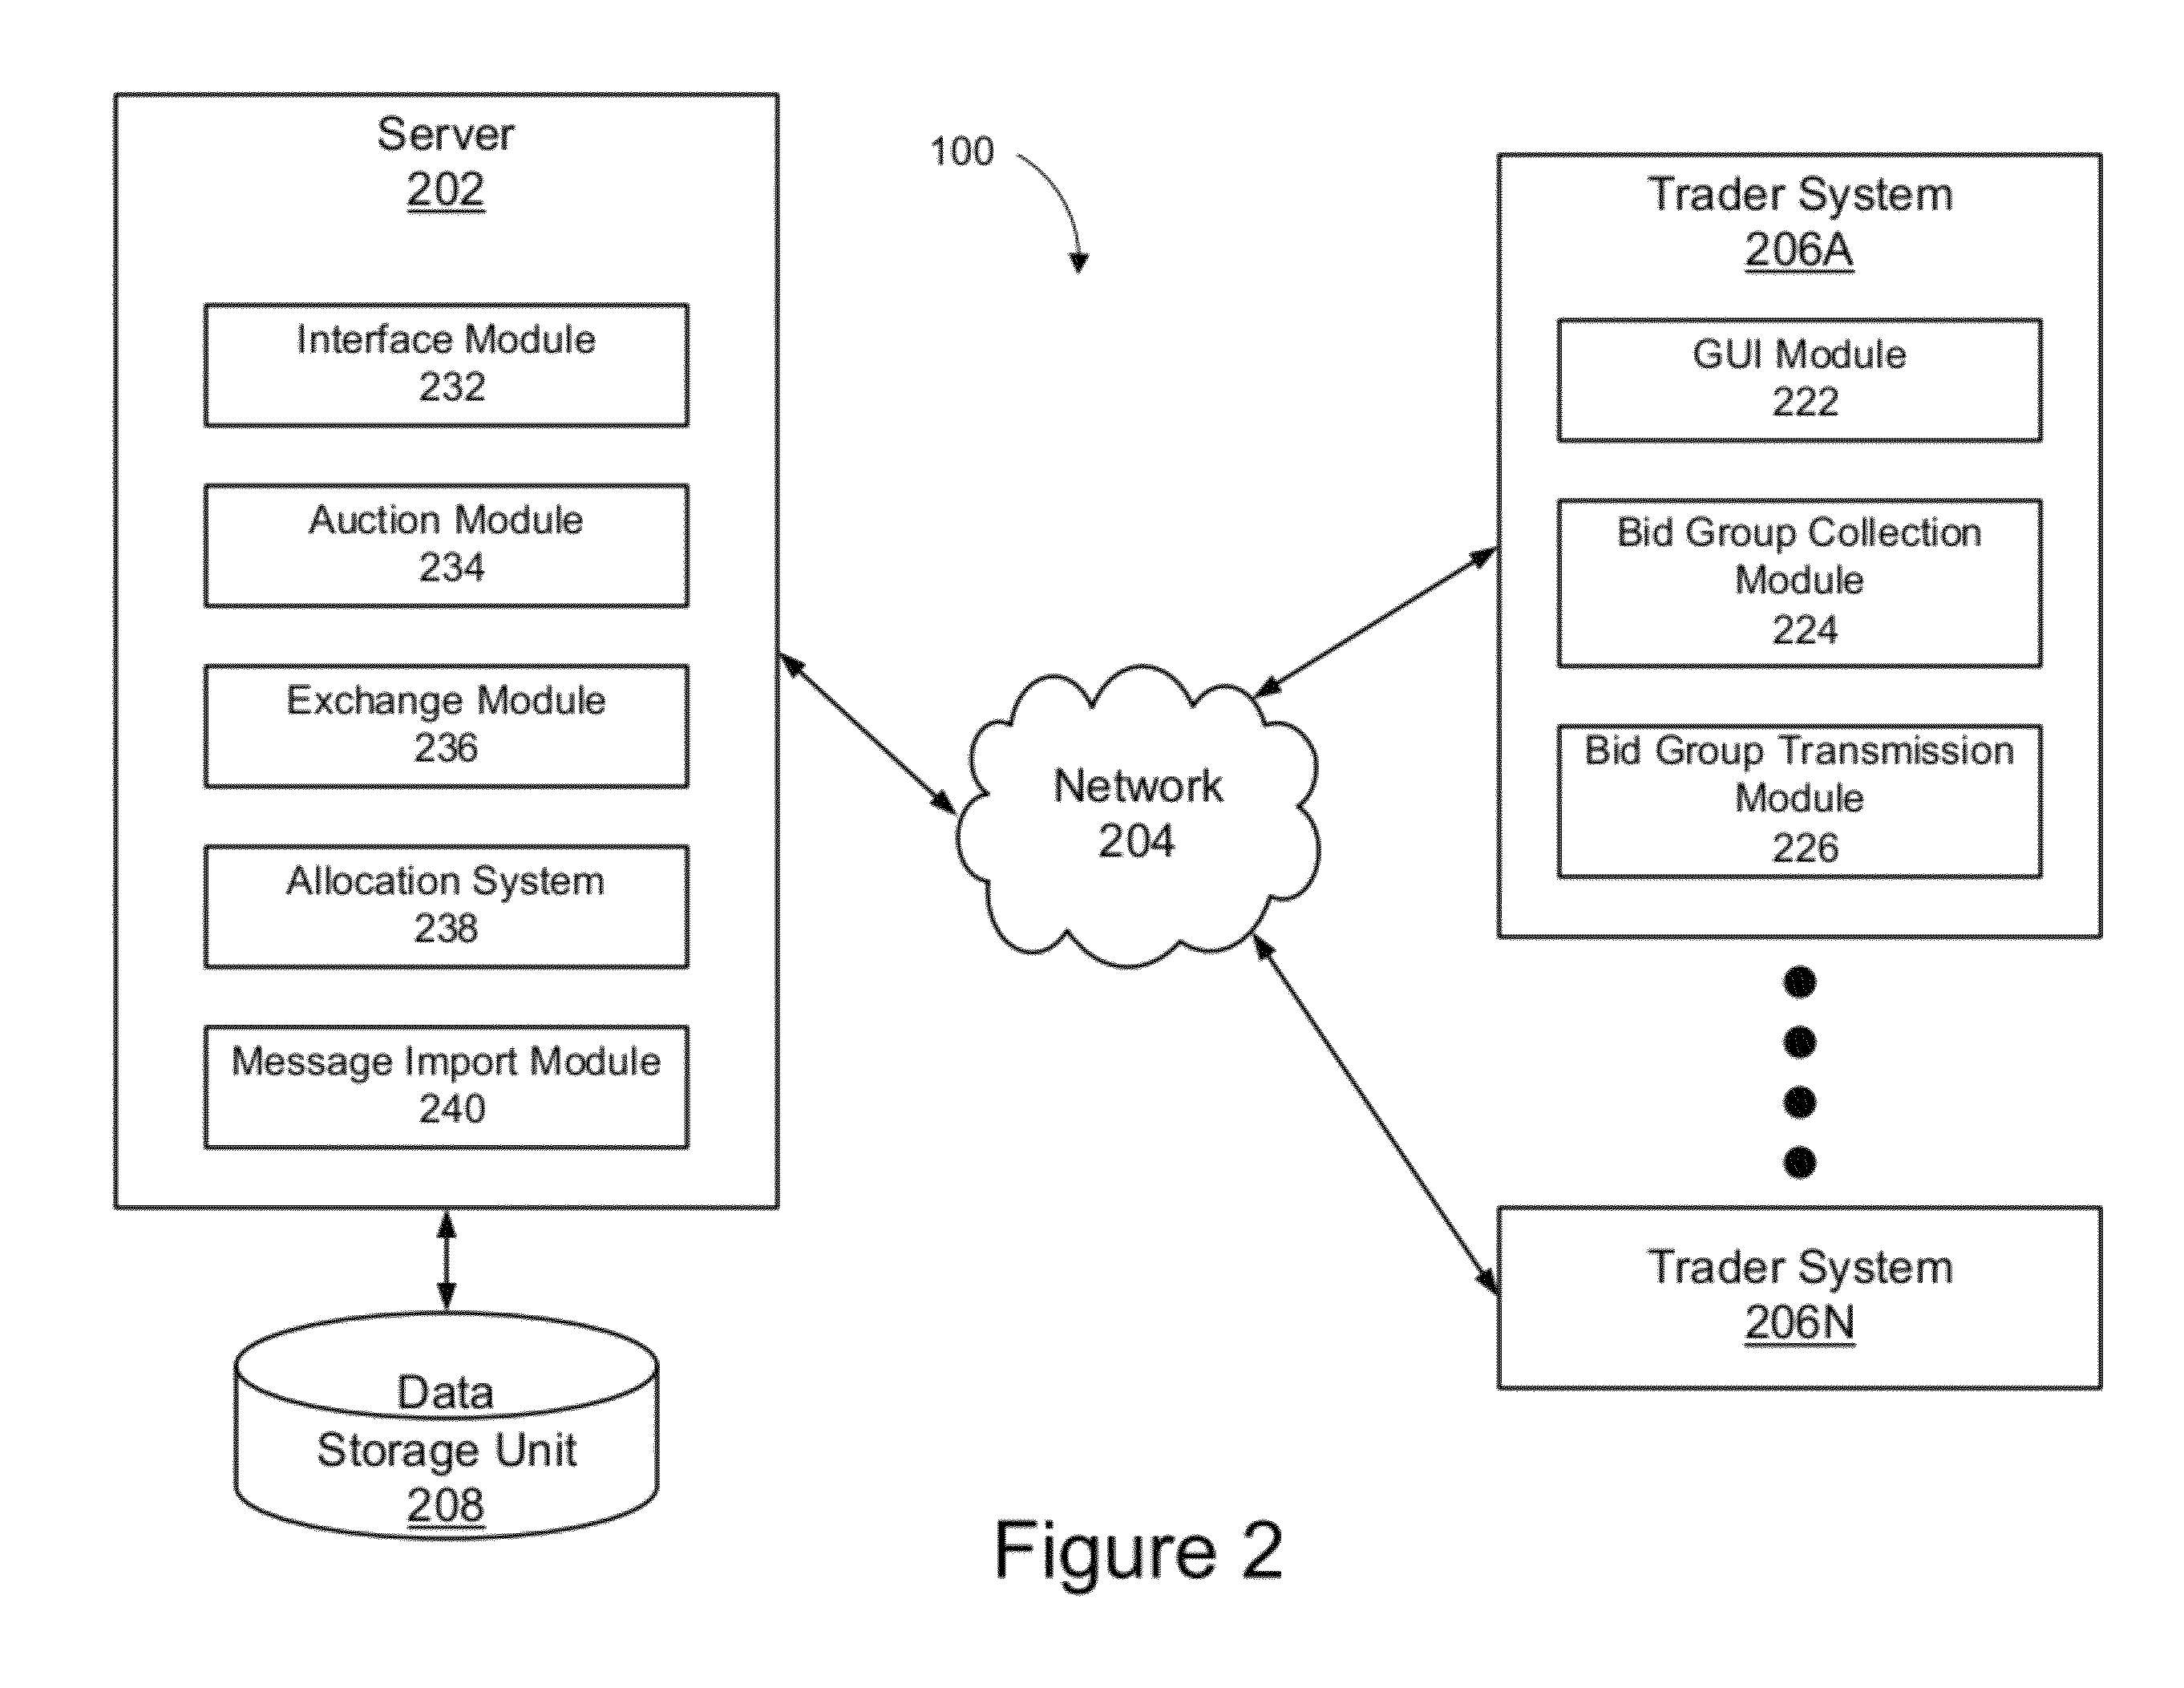 Server
202
Interface Module
232
Auction Module
234
Exchange Module
236
Allocation System
238
Message Import Module
240
Data
Storage Unit
208
100
Network
204
Trader System
206A
GUI Module
222
Bid Group Collection
Module
224
Bid Group Transmission
Module
226
Trader System
206N
Figure 2